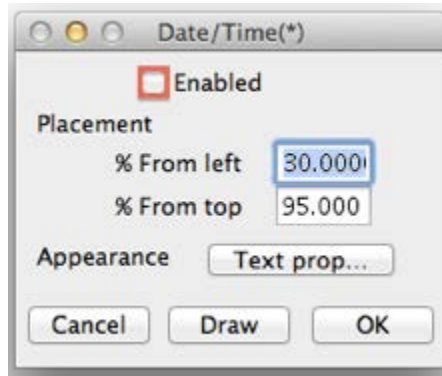 Date/Time(*)
Enabled
Placement
% From left 30.000
% From top 95.000
Appearance Text prop...
Cancel Draw OK